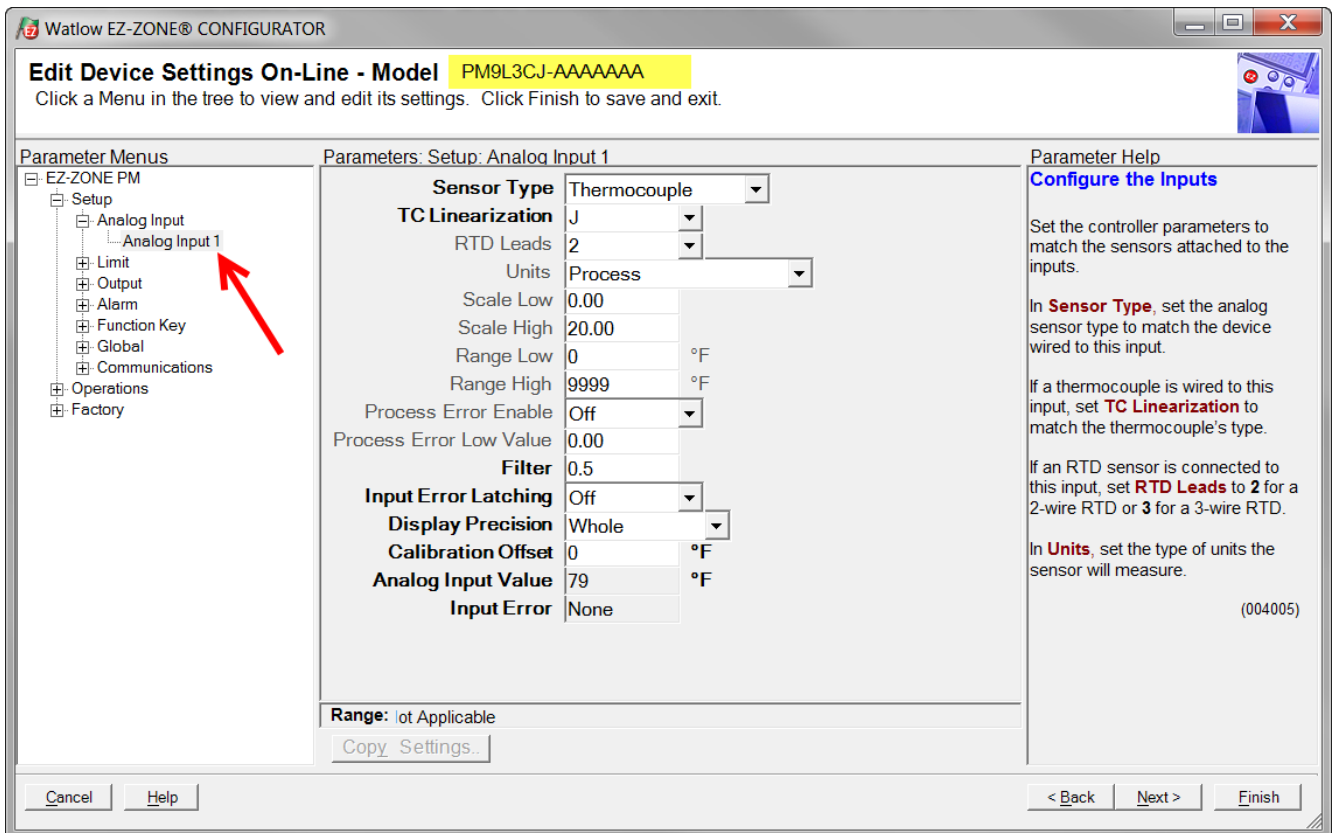 Watlow EZ-ZONE® CONFIGURATOR
Edit Device Settings On-Line - Model PM9L3CJ-AAAAAAA
Click a Menu in the tree to view and edit its settings. Click Finish to save and exit.
Parameter Menus
EZ-ZONE PM
Setup
Analog Input
Analog Input 1
Limit
Output
Alarm
Function Key
Global
Communications
Operations
Factory
Parameters: Setup: Analog Input 1
Sensor Type Thermocouple
TC Linearization J
RTD Leads 2
Units Process
Scale Low 0.00
Scale High 20.00
Range Low 0 °F
Range High 9999 °F
Process Error Enable Off
Process Error Low Value 0.00
Filter 0.5
Input Error Latching Off
Display Precision Whole
Calibration Offset 0 °F
Analog Input Value 79 °F
Input Error None
Range: ot Applicable
Copy Settings..
Parameter Help
Configure the Inputs
Set the controller parameters to
match the sensors attached to the
inputs.
In Sensor Type, set the analog
sensor type to match the device
wired to this input.
If a thermocouple is wired to this
input, set TC Linearization to
match the thermocouple's type.
If an RTD sensor is connected to
this input, set RTD Leads to 2 for a
2-wire RTD or 3 for a 3-wire RTD.
In Units, set the type of units the
sensor will measure.
(004005)
Cancel Help < Back Next > Finish